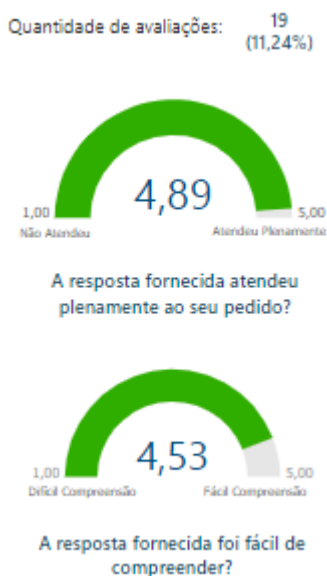 Quantidade de avaliações: 19
(11,24%)
4,89
1,00 5,00
Não Atendeu Atendeu Plenamente
A resposta fornecida atendeu
plenamente ao seu pedido?
4,53
1,00 5,00
Difícil Compreensão Fácil Compreensão
A resposta fornecida foi fácil de
compreender?